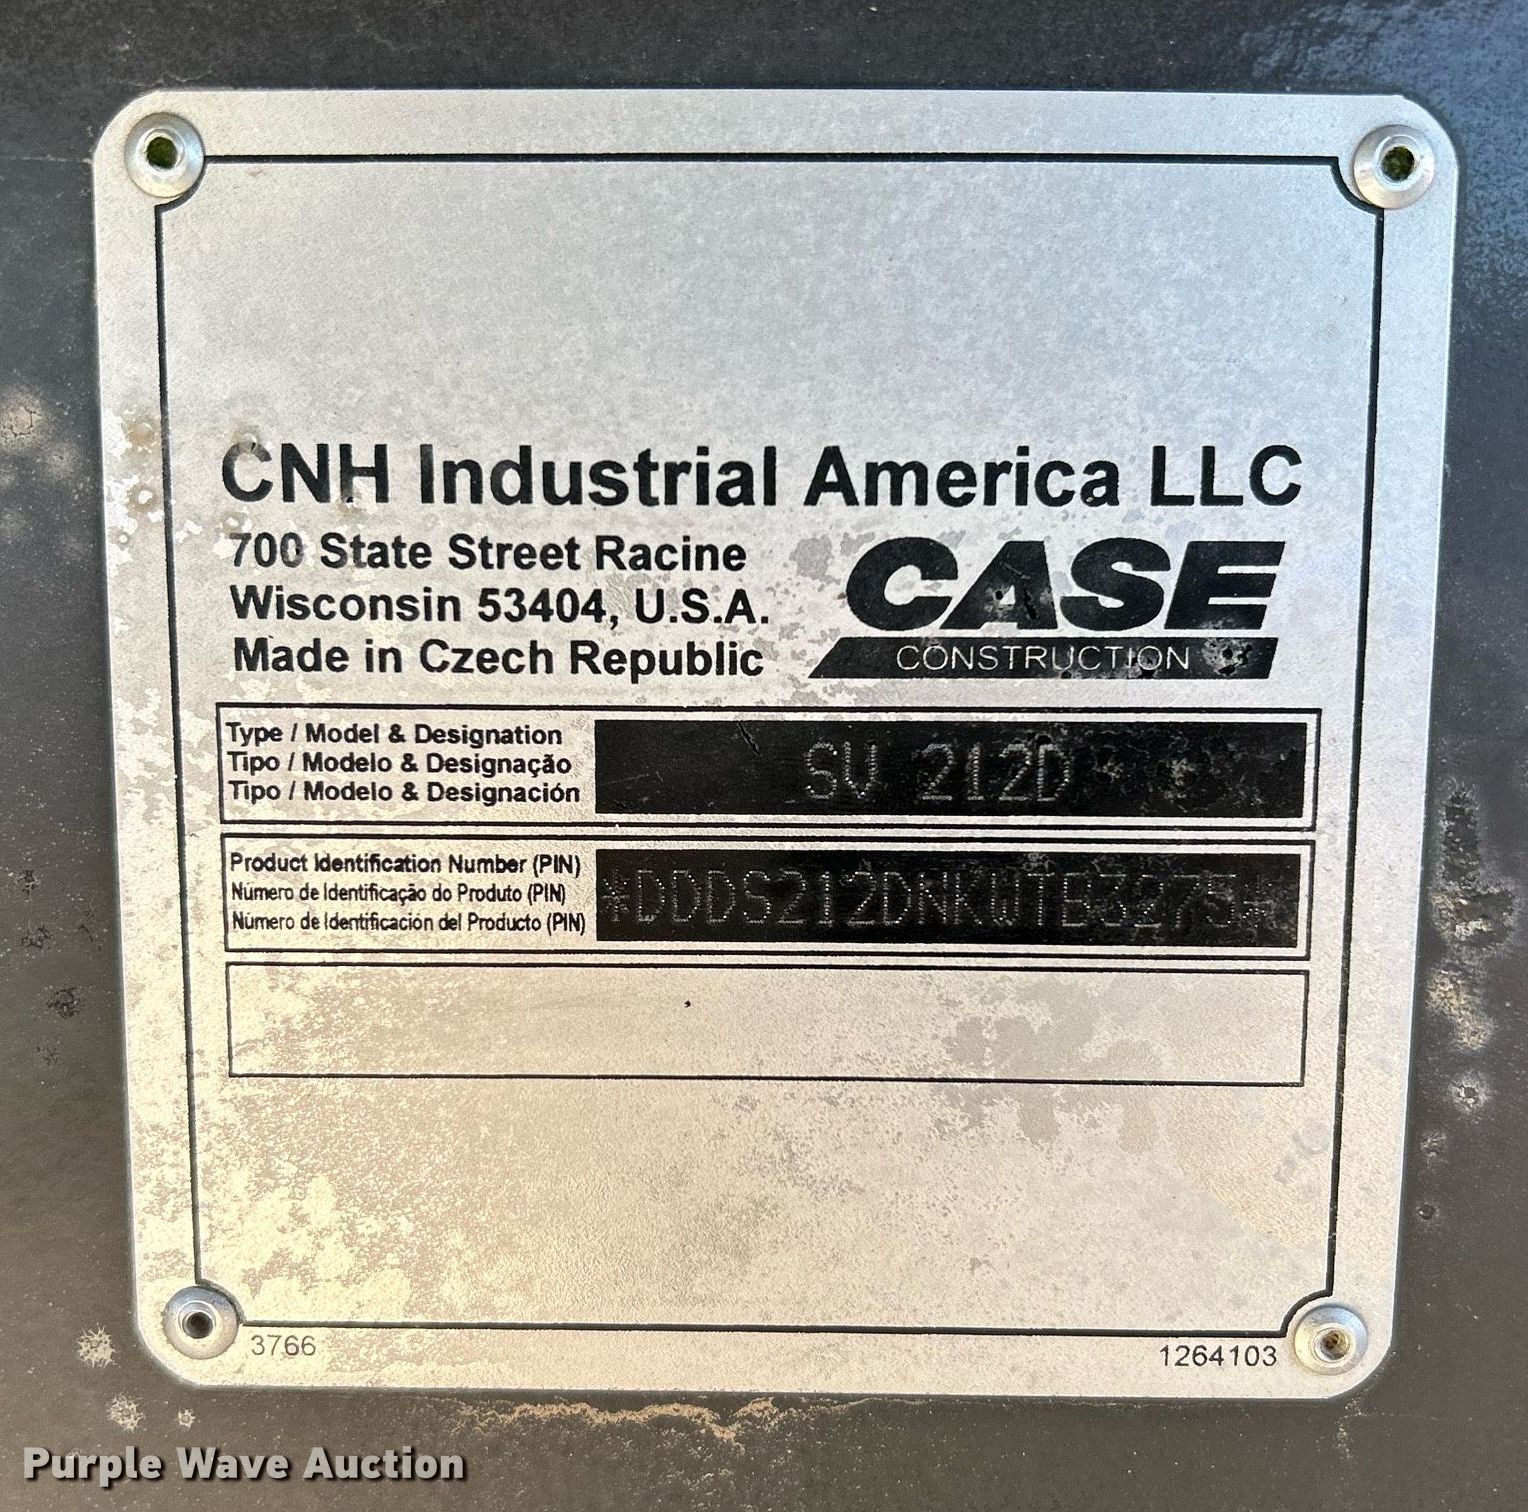 CNH Industrial America LLC
700 State Street Racine
Wisconsin 53404, U.S.A.
Made in Czech Republic
CASE
CONSTRUCTION
Type / Model & Designation
Tipo / Modelo & Designação
Tipo / Modelo & Designación
SV 212D
Product Identification Number (PIN)
Número de Identificação do Produto (PIN)
Número de Identificación del Producto (PIN)
*DDDS212DNKWTB3275*
3766
1264103
Purple Wave Auction